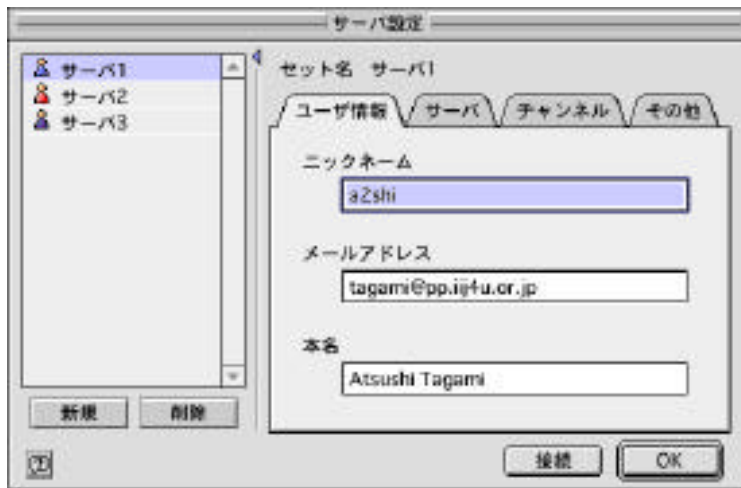 サーバ設定
サーバ1
サーバ2
サーバ3
新規
削除
セット名 サーバ1
ユーザ情報
サーバ
チャンネル
その他
ニックネーム
a2shi
メールアドレス
tagami@pp.iij4u.or.jp
本名
Atsushi Tagami
接続
OK